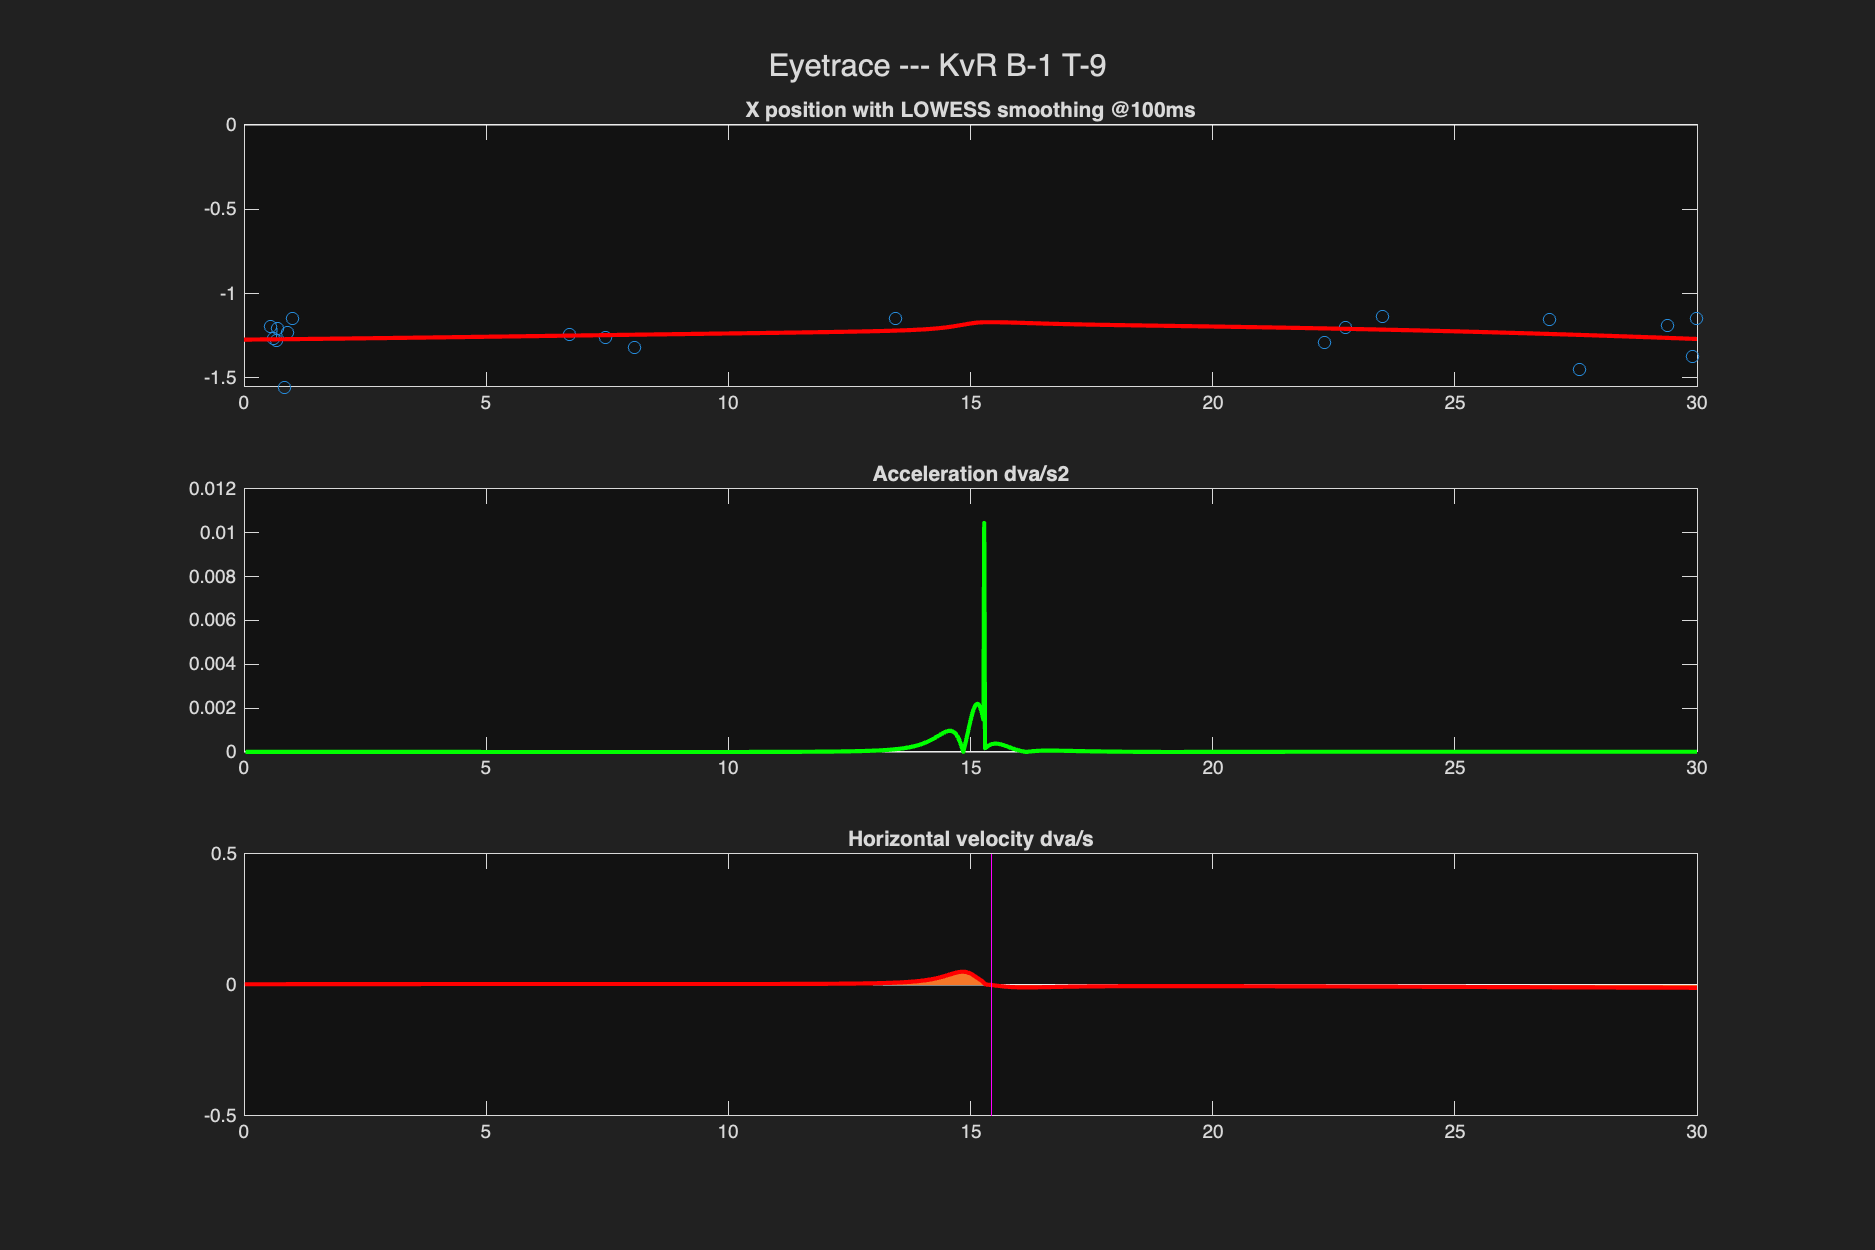 Eyetrace --- KvR B-1 T-9
X position with LOWESS smoothing @100ms
0
-0.5
-1
-1.5
0 5 10 15 20 25 30
Acceleration dva/s2
0.012
0.01
0.008
0.006
0.004
0.002
0
0 5 10 15 20 25 30
Horizontal velocity dva/s
0.5
0
-0.5
0 5 10 15 20 25 30